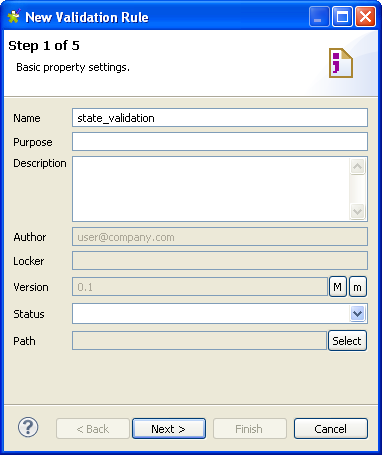 New Validation Rule
Step 1 of 5
Basic property settings.
Name state_validation
Purpose
Description
Author user@company.com
Locker
Version 0.1 M m
Status
Path Select
? < Back Next > Finish Cancel